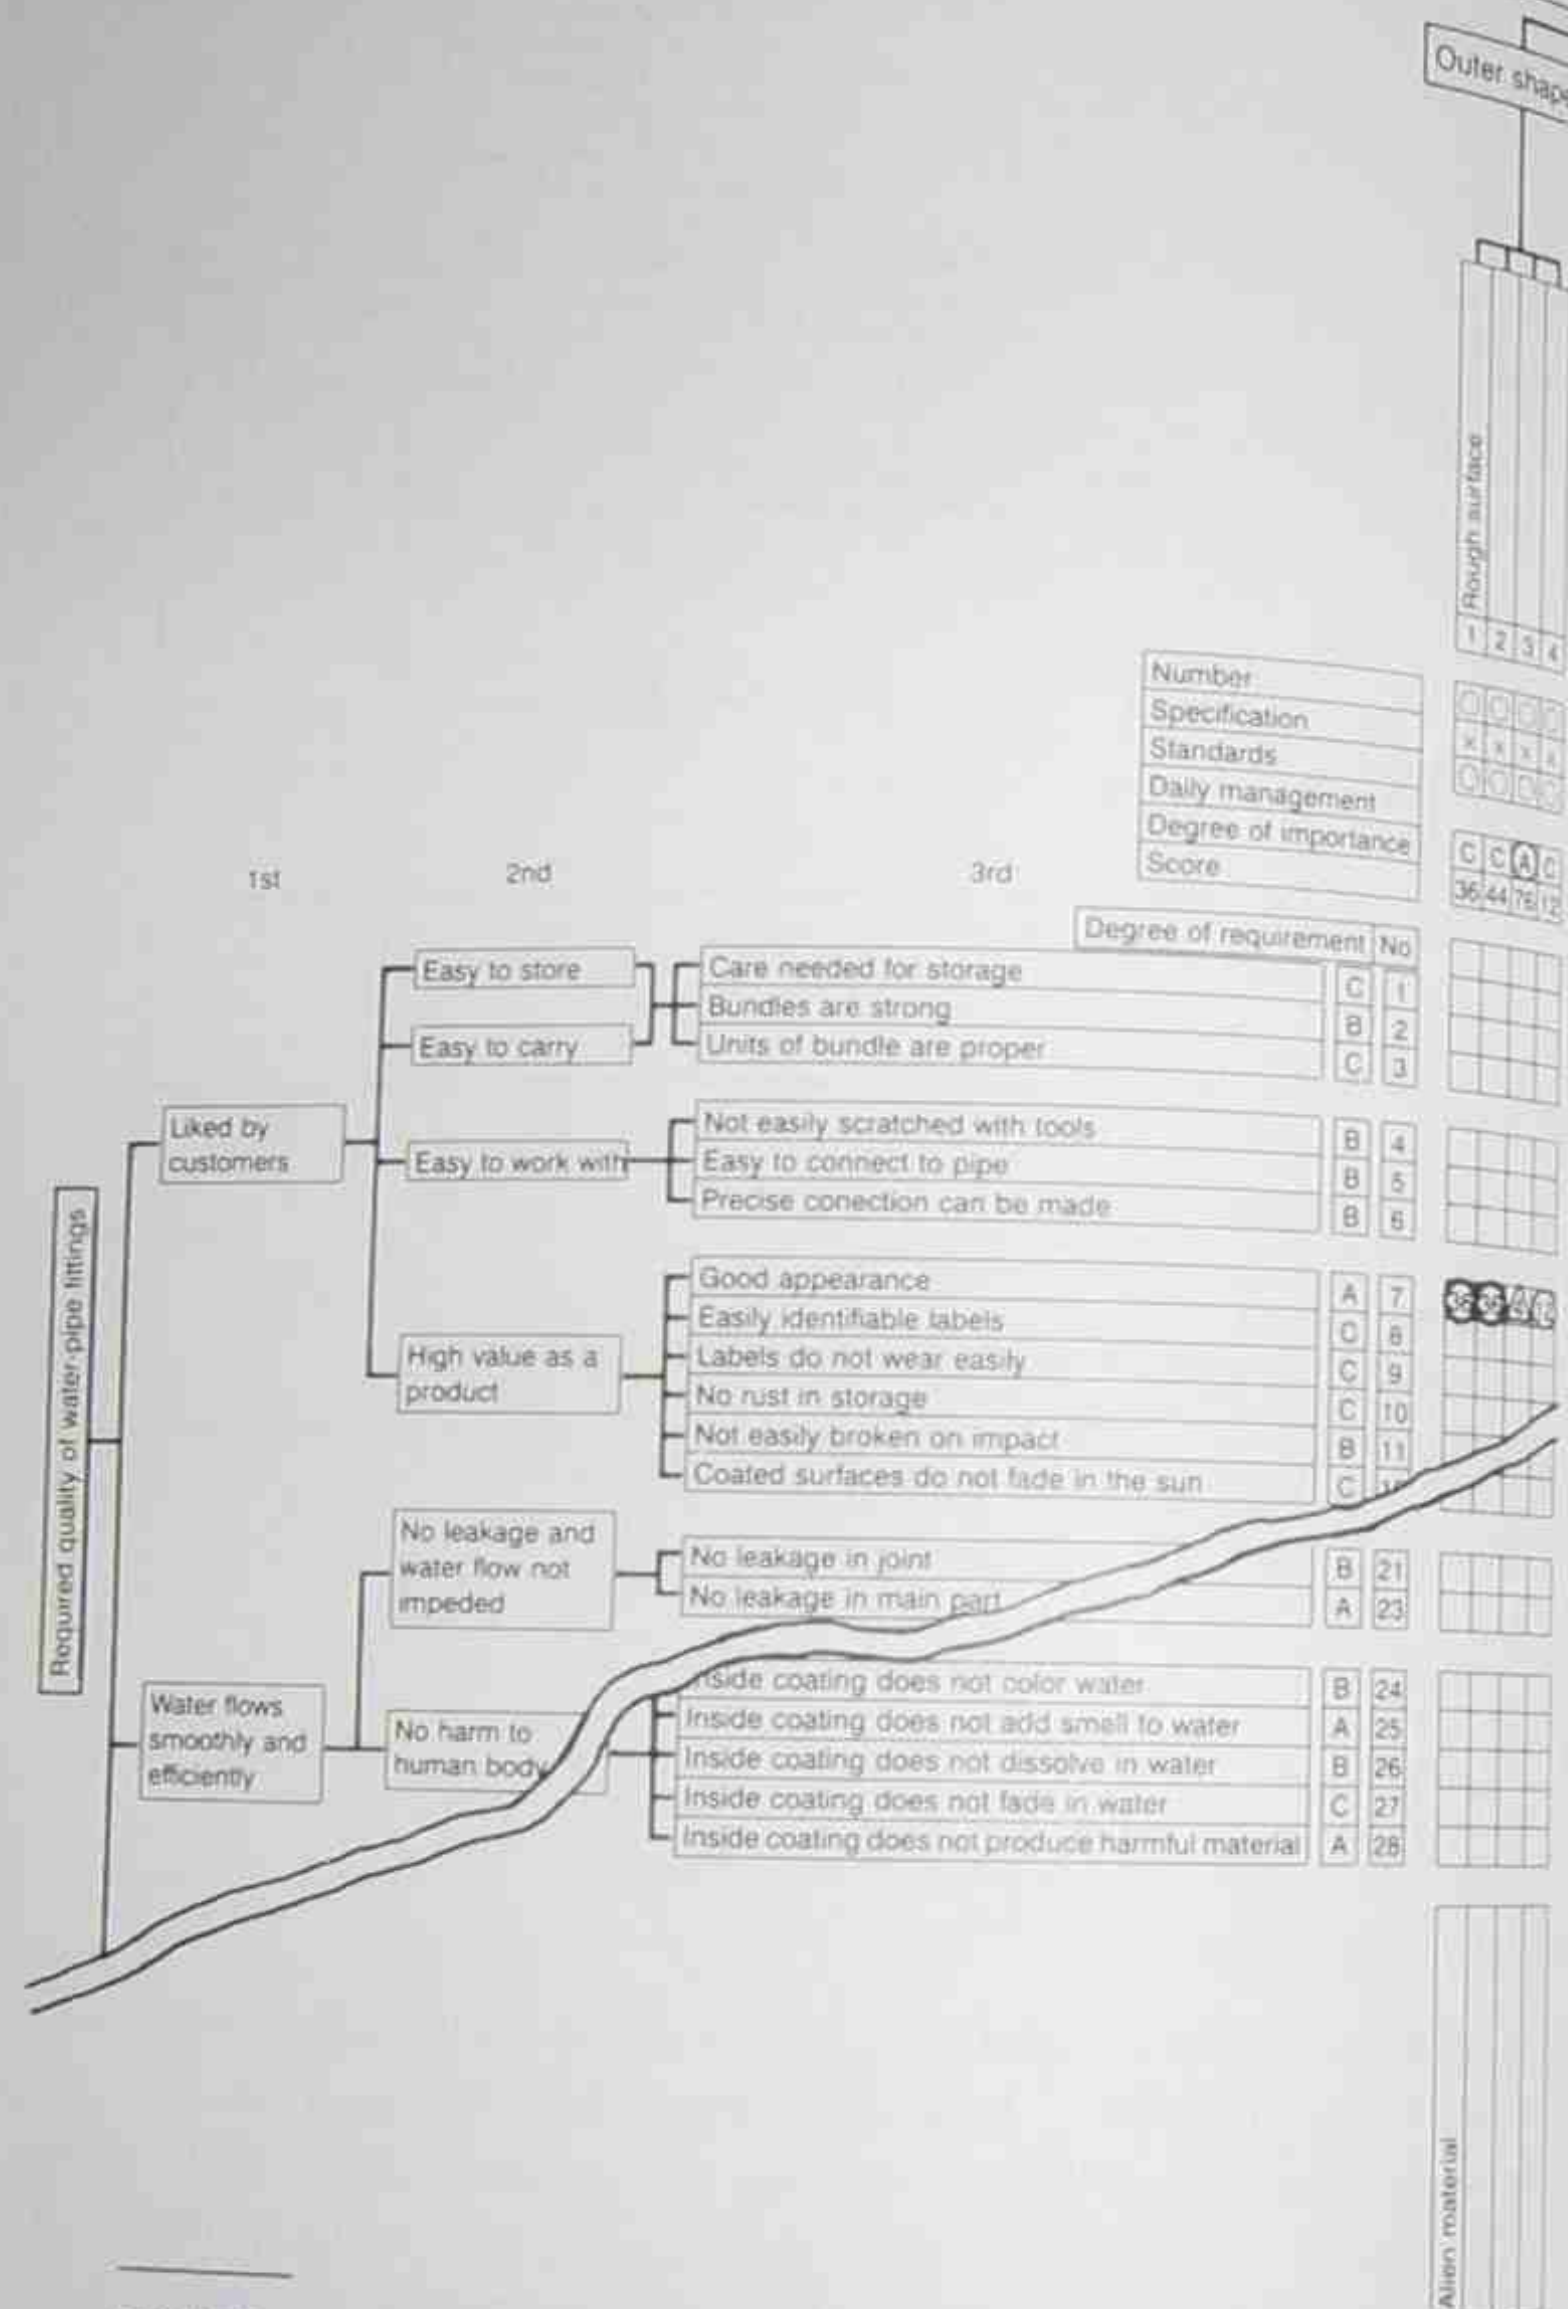 Outer shape
Rough surface
1 2 3 4
Number
Specification
Standards
Daily management
Degree of importance
Score
x x x x
C C A C
36 44 76 12
1st
2nd
3rd
Degree of requirement No
Required quality of water-pipe fittings
Liked by
customers
Easy to store
Easy to carry
Care needed for storage C 1
Bundles are strong B 2
Units of bundle are proper C 3
Easy to work with
Not easily scratched with tools B 4
Easy to connect to pipe B 5
Precise conection can be made B 6
High value as a
product
Good appearance A 7
36 36
Easily identifiable labels C 8
Labels do not wear easily C 9
No rust in storage C 10
Not easily broken on impact B 11
Coated surfaces do not fade in the sun C
Water flows
smoothly and
efficiently
No leakage and
water flow not
impeded
No leakage in joint B 21
No leakage in main part A 23
No harm to
human body
Inside coating does not color water B 24
Inside coating does not add smell to water A 25
Inside coating does not dissolve in water B 26
Inside coating does not fade in water C 27
Inside coating does not produce harmful material A 28
Alien material